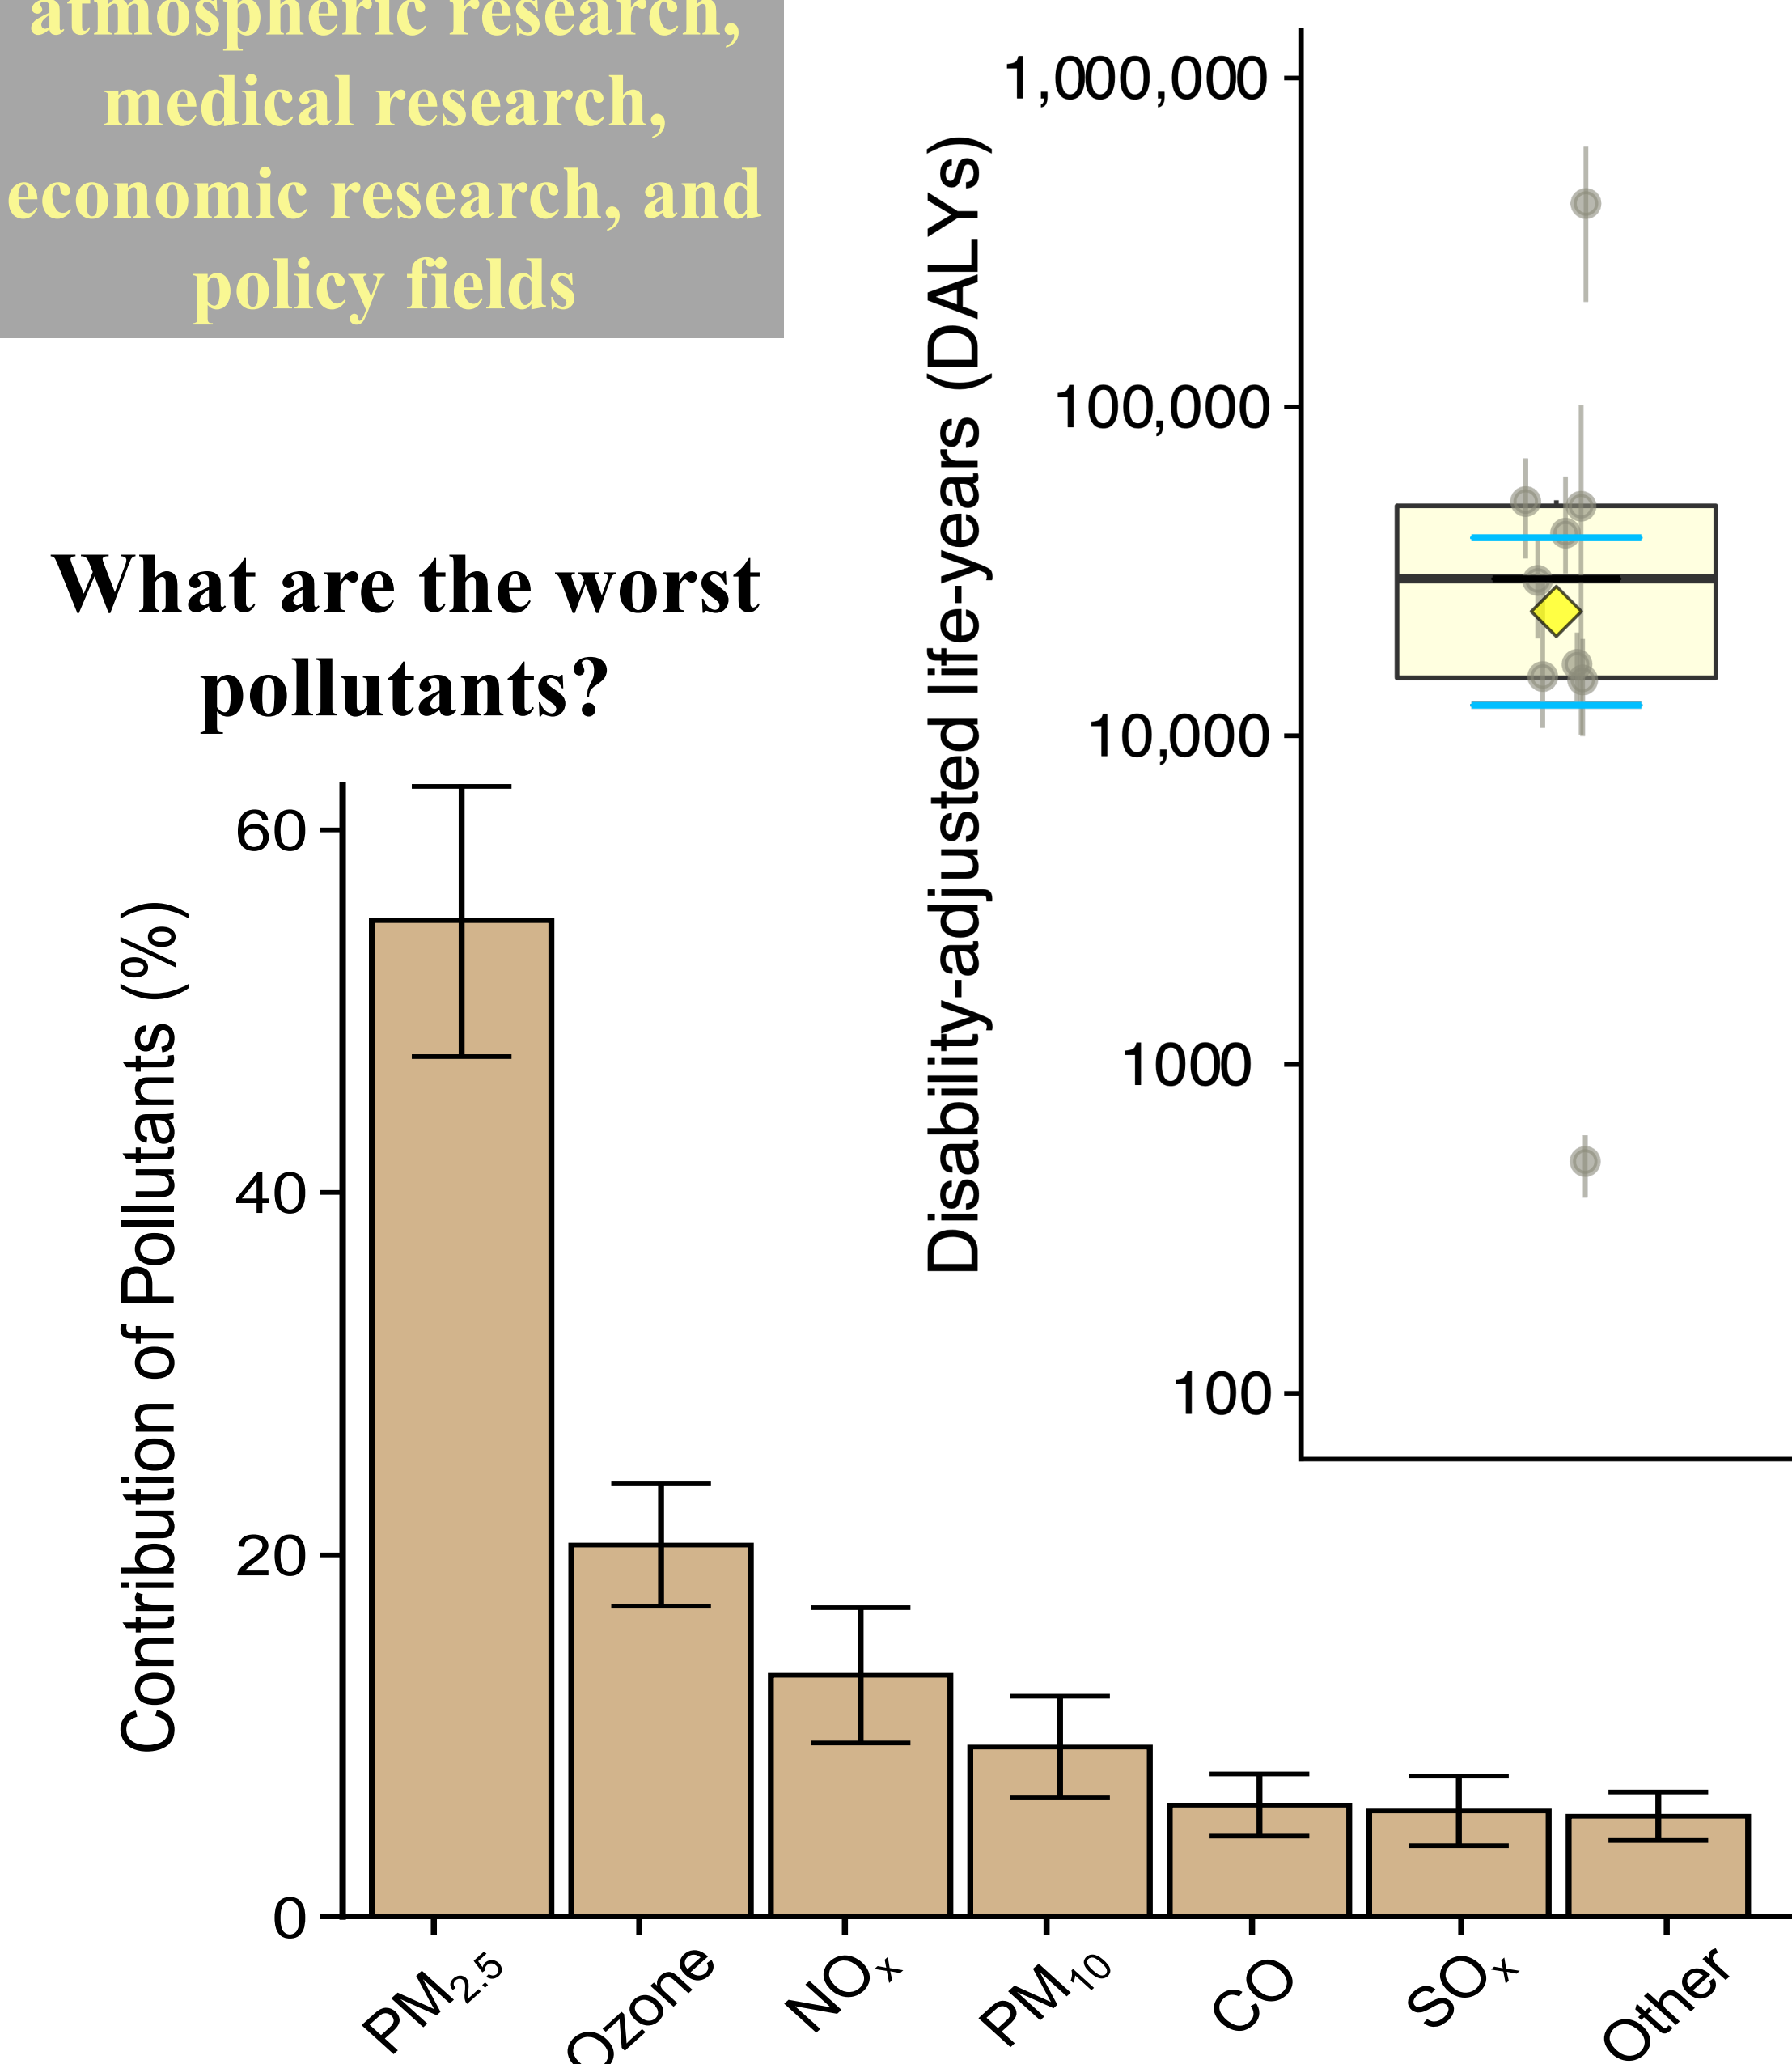 atmospheric research,
medical research,
economic research, and
policy fields
What are the worst
pollutants?
Contribution of Pollutants (%)
60
40
20
0
PM2.5
Ozone
NOx
PM10
CO
SOx
Other
Disability-adjusted life-years (DALYs)
1,000,000
100,000
10,000
1000
100